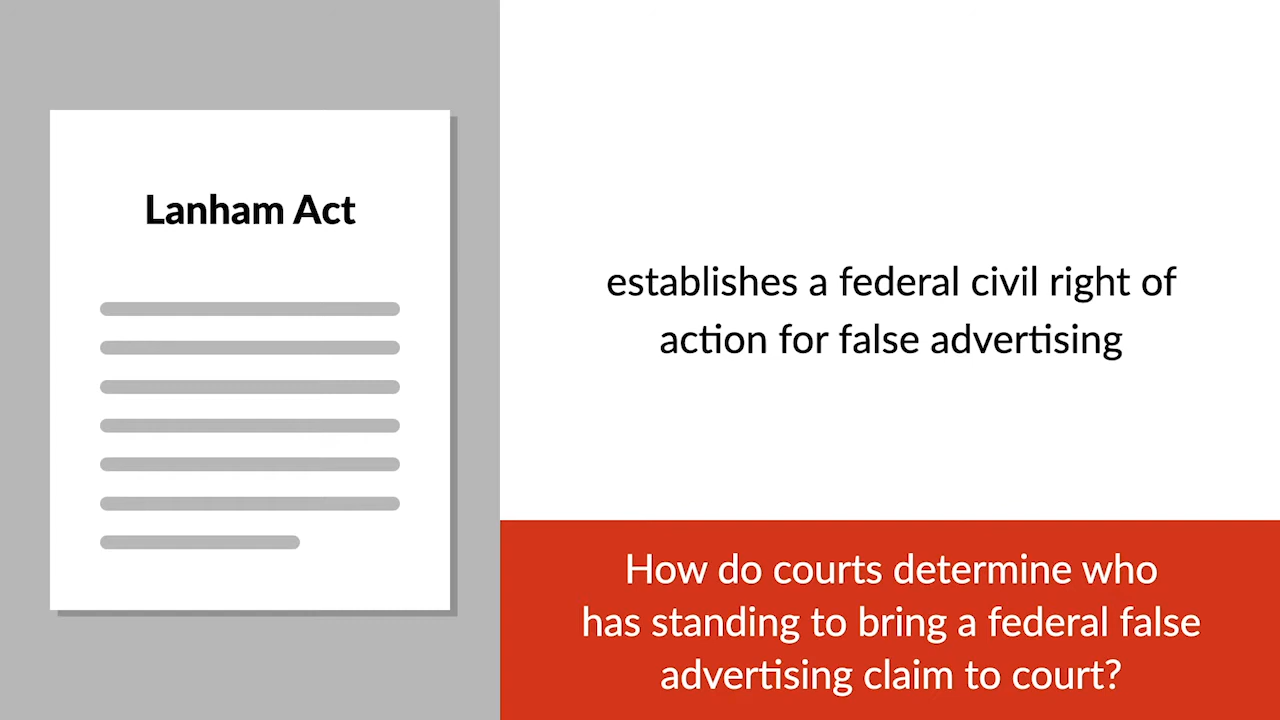 Lanham Act
establishes a federal civil right of
action for false advertising
How do courts determine who
has standing to bring a federal false
advertising claim to court?